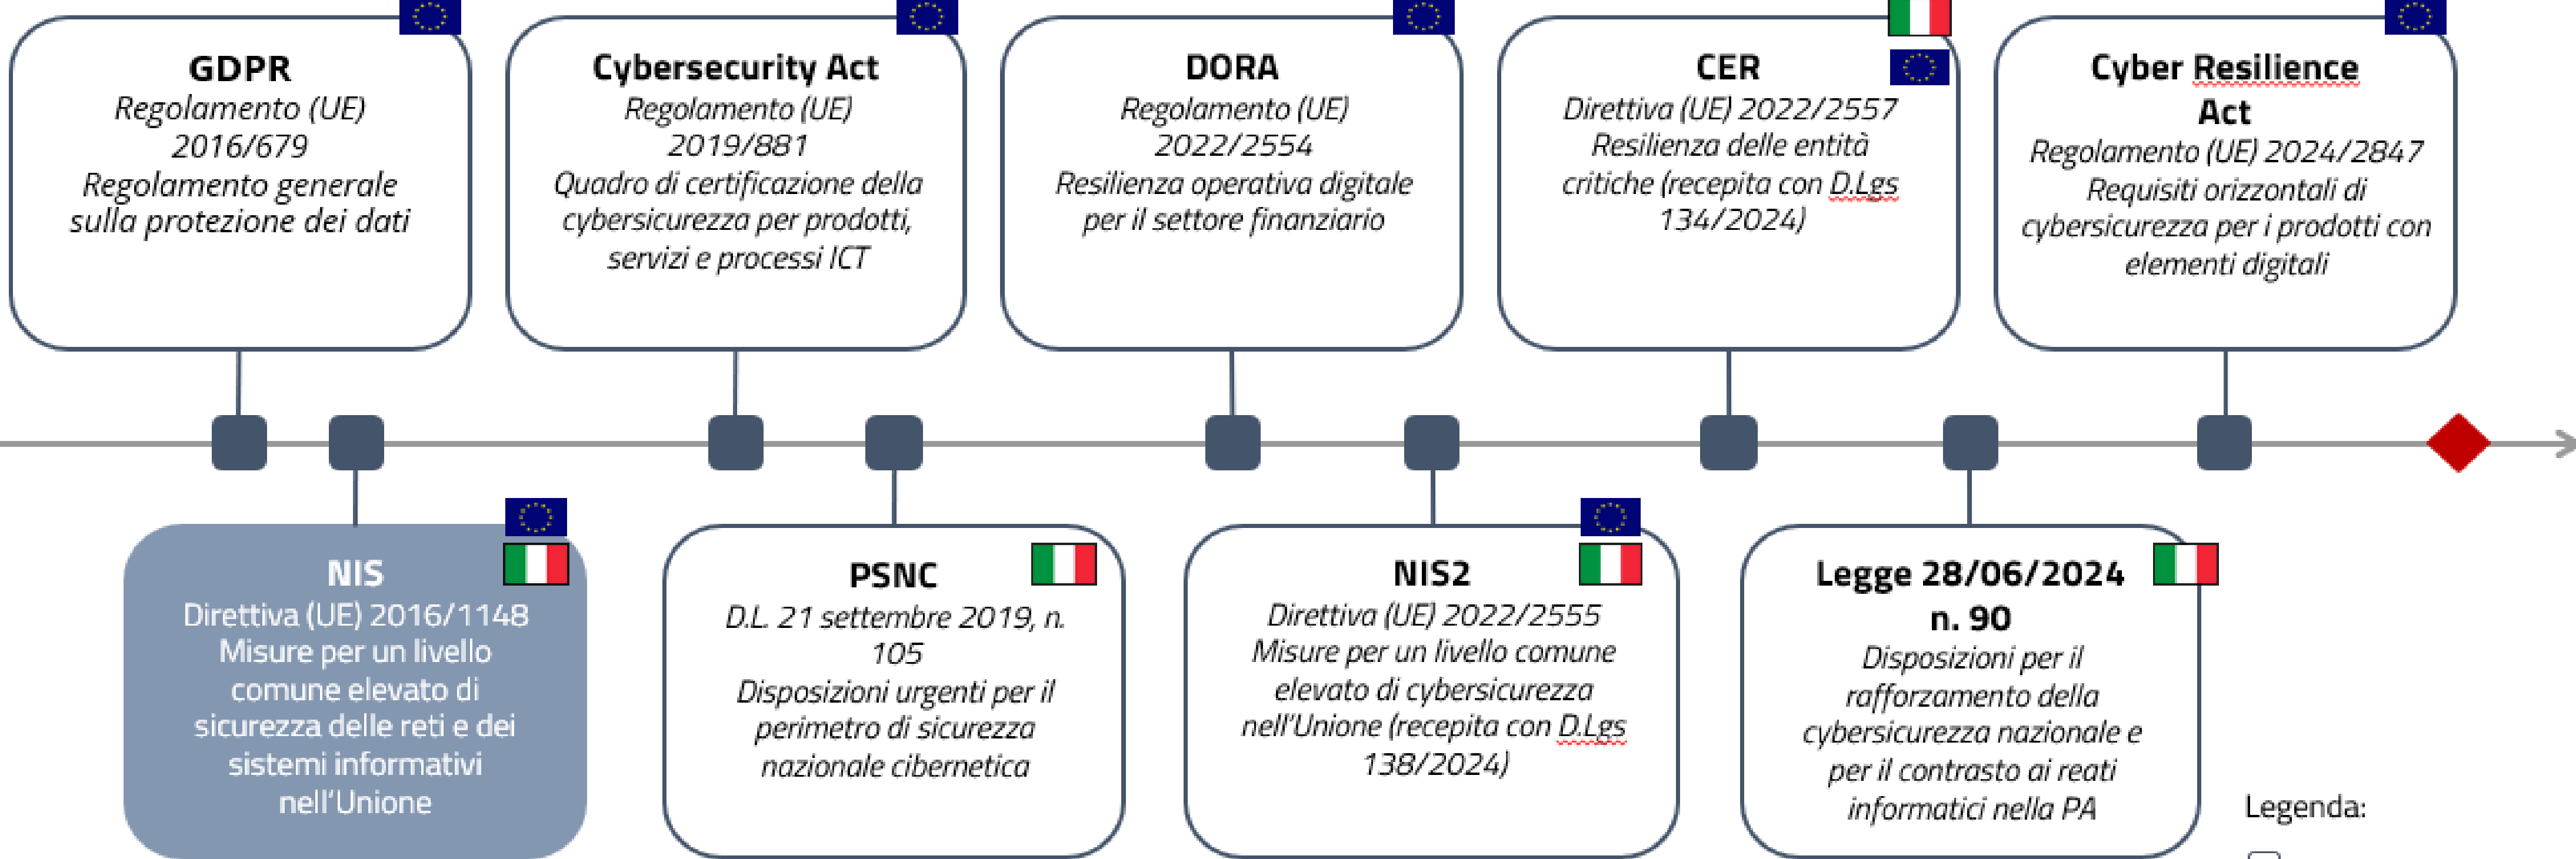 GDPR
Regolamento (UE)
2016/679
Regolamento generale
sulla protezione dei dati
Cybersecurity Act
Regolamento (UE)
2019/881
Quadro di certificazione della
cybersicurezza per prodotti,
servizi e processi ICT
DORA
Regolamento (UE)
2022/2554
Resilienza operativa digitale
per il settore finanziario
CER
Direttiva (UE) 2022/2557
Resilienza delle entità
critiche (recepita con D.Lgs
134/2024)
Cyber Resilience
Act
Regolamento (UE) 2024/2847
Requisiti orizzontali di
cybersicurezza per i prodotti con
elementi digitali
NIS
Direttiva (UE) 2016/1148
Misure per un livello
comune elevato di
sicurezza delle reti e dei
sistemi informativi
nell'Unione
PSNC
D.L. 21 settembre 2019, n.
105
Disposizioni urgenti per il
perimetro di sicurezza
nazionale cibernetica
NIS2
Direttiva (UE) 2022/2555
Misure per un livello comune
elevato di cybersicurezza
nell'Unione (recepita con D.Lgs
138/2024)
Legge 28/06/2024
n. 90
Disposizioni per il
rafforzamento della
cybersicurezza nazionale e
per il contrasto ai reati
informatici nella PA
Legenda: